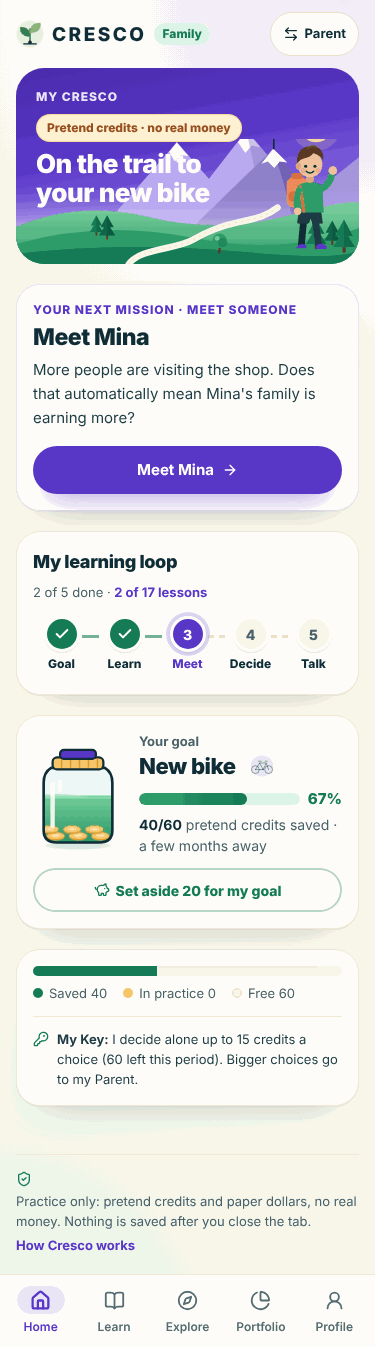 CRESCO Family
Parent
MY CRESCO
Pretend credits · no real money
On the trail to
your new bike
YOUR NEXT MISSION · MEET SOMEONE
Meet Mina
More people are visiting the shop. Does
that automatically mean Mina's family is
earning more?
Meet Mina →
My learning loop
2 of 5 done · 2 of 17 lessons
3 4 5
Goal Learn Meet Decide Talk
Your goal
New bike
67%
40/60 pretend credits saved ·
a few months away
Set aside 20 for my goal
Saved 40 In practice 0 Free 60
My Key: I decide alone up to 15 credits a
choice (60 left this period). Bigger choices go
to my Parent.
Practice only: pretend credits and paper dollars, no real
money. Nothing is saved after you close the tab.
How Cresco works
Home Learn Explore Portfolio Profile